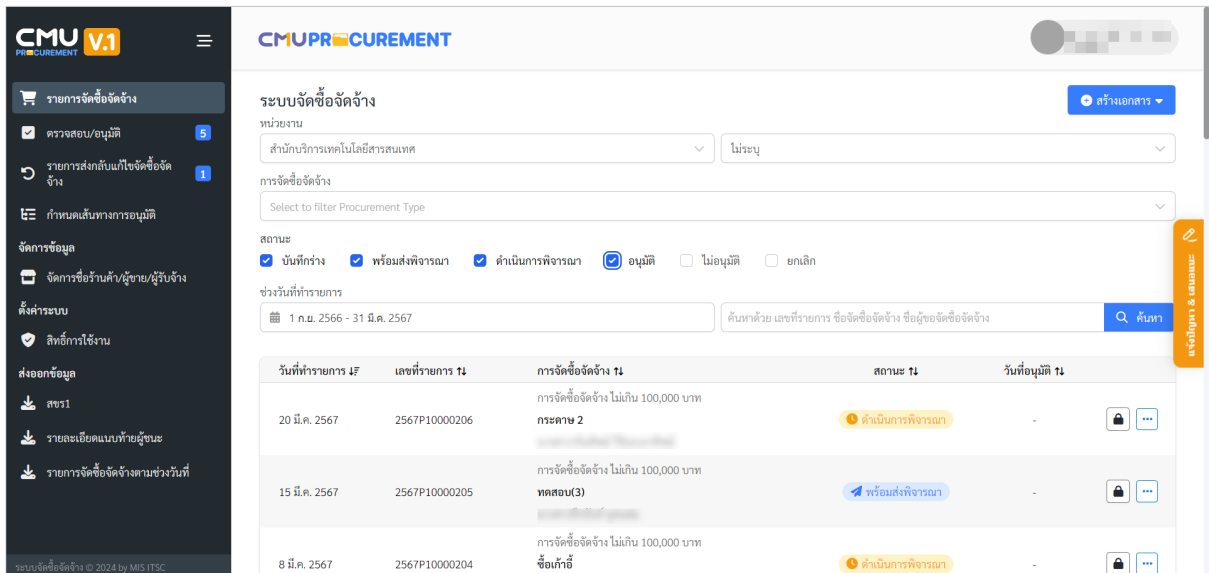 CMU V.1
PROCUREMENT
CMUPROCUREMENT
รายการจัดซื้อจัดจ้าง
ตรวจสอบ/อนุมัติ 5
รายการส่งกลับแก้ไขจัดซื้อจัด
จ้าง 1
กำหนดเส้นทางการอนุมัติ
จัดการข้อมูล
จัดการชื่อร้านค้า/ผู้ขาย/ผู้รับจ้าง
ตั้งค่าระบบ
สิทธิ์การใช้งาน
ส่งออกข้อมูล
สขร1
รายละเอียดแนบท้ายผู้ชนะ
รายการจัดซื้อจัดจ้างตามช่วงวันที่
ระบบจัดซื้อจัดจ้าง © 2024 by MIS ITSC
ระบบจัดซื้อจัดจ้าง
สร้างเอกสาร
หน่วยงาน
สำนักบริการเทคโนโลยีสารสนเทศ ไม่ระบุ
การจัดซื้อจัดจ้าง
Select to filter Procurement Type
สถานะ
บันทึกร่าง พร้อมส่งพิจารณา ดำเนินการพิจารณา อนุมัติ ไม่อนุมัติ ยกเลิก
ช่วงวันที่ทำรายการ
1 ก.ย. 2566 - 31 มี.ค. 2567 ค้นหาด้วย เลขที่รายการ ชื่อจัดซื้อจัดจ้าง ชื่อผู้ขอจัดซื้อจัดจ้าง ค้นหา
แจ้งปัญหา & เสนอแนะ
วันที่ทำรายการ เลขที่รายการ การจัดซื้อจัดจ้าง สถานะ วันที่อนุมัติ
การจัดซื้อจัดจ้าง ไม่เกิน 100,000 บาท
20 มี.ค. 2567 2567P10000206 กระดาษ 2 ดำเนินการพิจารณา -
การจัดซื้อจัดจ้าง ไม่เกิน 100,000 บาท
15 มี.ค. 2567 2567P10000205 ทดสอบ(3) พร้อมส่งพิจารณา -
การจัดซื้อจัดจ้าง ไม่เกิน 100,000 บาท
8 มี.ค. 2567 2567P10000204 ซื้อเก้าอี้ ดำเนินการพิจารณา -